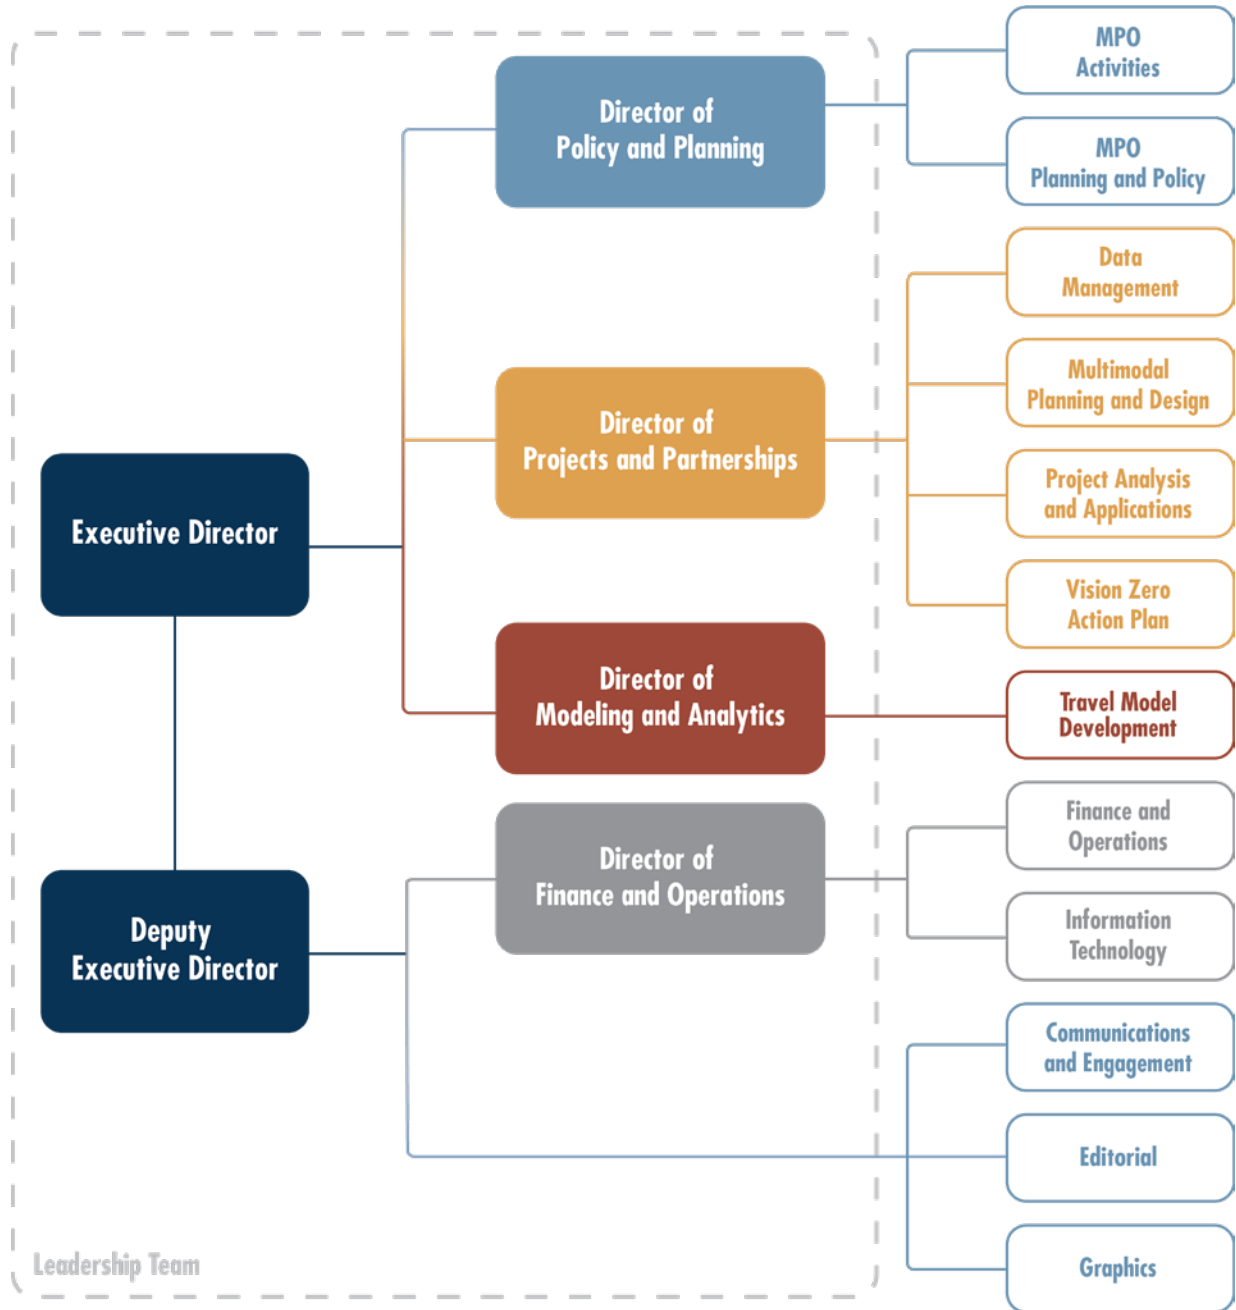 MPO
Activities
Director of
Policy and Planning
MPO
Planning and Policy
Data
Management
Multimodal
Planning and Design
Director of
Projects and Partnerships
Project Analysis
and Applications
Executive Director
Vision Zero
Action Plan
Director of
Modeling and Analytics
Travel Model
Development
Finance and
Operations
Director of
Finance and Operations
Information
Technology
Deputy
Executive Director
Communications
and Engagement
Editorial
Graphics
Leadership Team